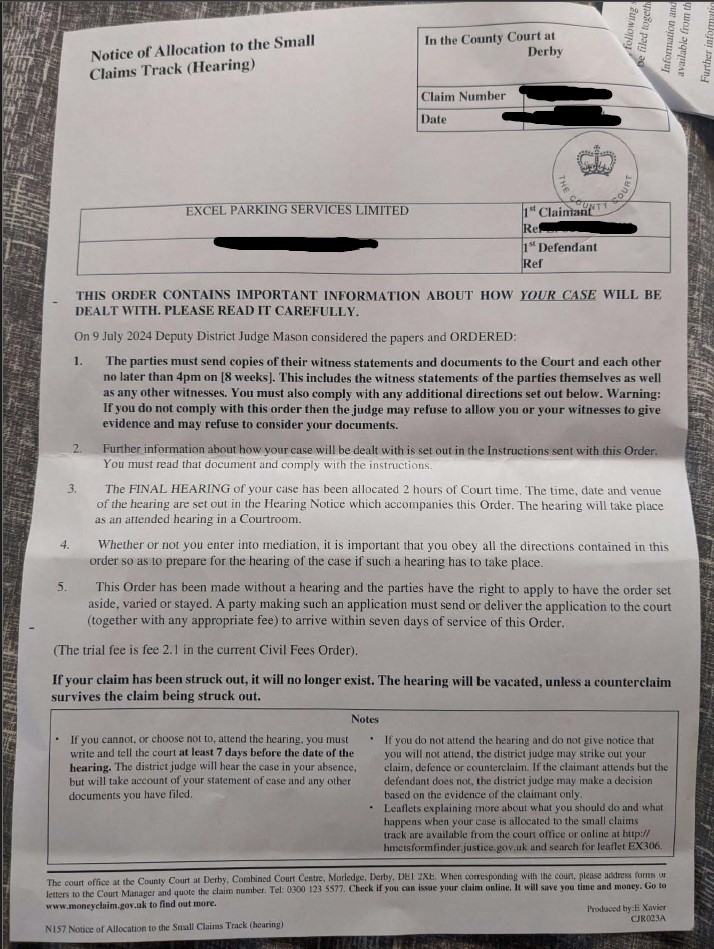 Notice of Allocation to the Small
Claims Track (Hearing)
In the County Court at
Derby
Claim Number
Date
following
be filed togeth
Information and
available from th
Further informatio
THE COUNTY COURT
EXCEL PARKING SERVICES LIMITED
1st Claimant
Ref
1st Defendant
Ref
THIS ORDER CONTAINS IMPORTANT INFORMATION ABOUT HOW YOUR CASE WILL BE
DEALT WITH. PLEASE READ IT CAREFULLY.
On 9 July 2024 Deputy District Judge Mason considered the papers and ORDERED:
1. The parties must send copies of their witness statements and documents to the Court and each other
no later than 4pm on [8 weeks]. This includes the witness statements of the parties themselves as well
as any other witnesses. You must also comply with any additional directions set out below. Warning:
If you do not comply with this order then the judge may refuse to allow you or your witnesses to give
evidence and may refuse to consider your documents.
2. Further information about how your case will be dealt with is set out in the Instructions sent with this Order.
You must read that document and comply with the instructions.
3. The FINAL HEARING of your case has been allocated 2 hours of Court time. The time, date and venue
of the hearing are set out in the Hearing Notice which accompanies this Order. The hearing will take place
as an attended hearing in a Courtroom.
4. Whether or not you enter into mediation, it is important that you obey all the directions contained in this
order so as to prepare for the hearing of the case if such a hearing has to take place.
5. This Order has been made without a hearing and the parties have the right to apply to have the order set
aside, varied or stayed. A party making such an application must send or deliver the application to the court
(together with any appropriate fee) to arrive within seven days of service of this Order.
(The trial fee is fee 2.1 in the current Civil Fees Order).
If your claim has been struck out, it will no longer exist. The hearing will be vacated, unless a counterclaim
survives the claim being struck out.
Notes
• If you cannot, or choose not to, attend the hearing, you must
write and tell the court at least 7 days before the date of the
hearing. The district judge will hear the case in your absence,
but will take account of your statement of case and any other
documents you have filed.
• If you do not attend the hearing and do not give notice that
you will not attend, the district judge may strike out your
claim, defence or counterclaim. If the claimant attends but the
defendant does not, the district judge may make a decision
based on the evidence of the claimant only.
• Leaflets explaining more about what you should do and what
happens when your case is allocated to the small claims
track are available from the court office or online at http://
hmctsformfinder.justice.gov.uk and search for leaflet EX306.
The court office at the County Court at Derby, Combined Court Centre, Morledge, Derby, DE1 2XE. When corresponding with the court, please address forms or
letters to the Court Manager and quote the claim number. Tel: 0300 123 5577. Check if you can issue your claim online. It will save you time and money. Go to
www.moneyclaim.gov.uk to find out more.
Produced by:E Xavier
CJR023A
N157 Notice of Allocation to the Small Claims Track (hearing)